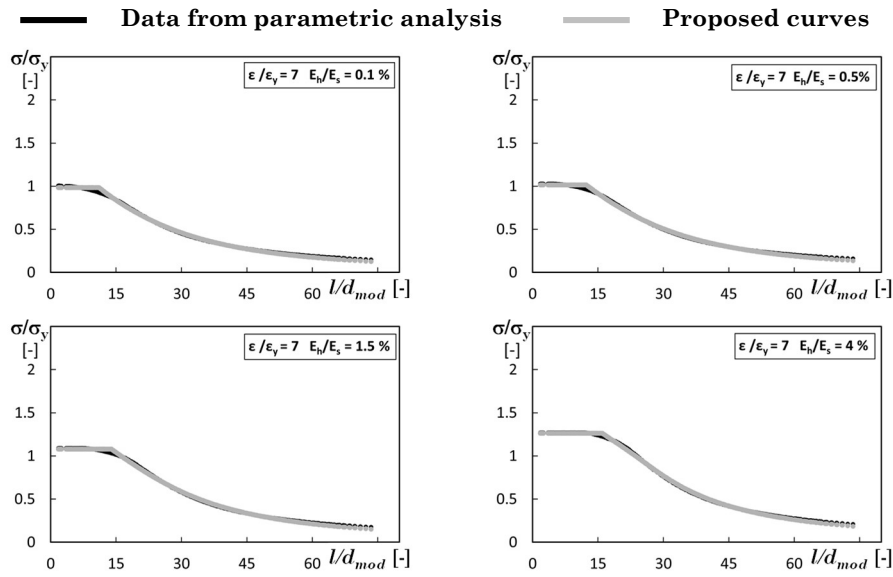 Data from parametric analysis Proposed curves
σ/σy
[-]
ε/εy = 7 Eh/Es = 0.1 %
2
1.5
1
0.5
0
0 15 30 45 60 l/dmod [-]
σ/σy
[-]
ε/εy = 7 Eh/Es = 0.5%
2
1.5
1
0.5
0
0 15 30 45 60 l/dmod [-]
σ/σy
[-]
ε/εy = 7 Eh/Es = 1.5 %
2
1.5
1
0.5
0
0 15 30 45 60 l/dmod [-]
σ/σy
[-]
ε/εy = 7 Eh/Es = 4 %
2
1.5
1
0.5
0
0 15 30 45 60 l/dmod [-]